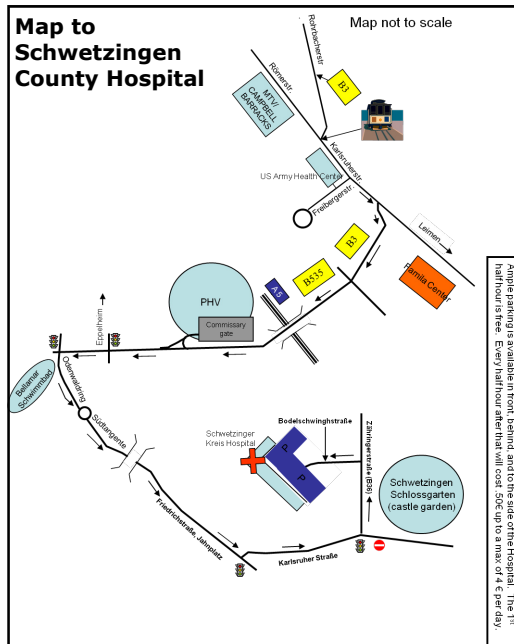 Map to
Schwetzingen
County Hospital
Map not to scale
Rohrbacherstr
Römerstr.
B3
MTV/
CAMPBELL
BARRACKS
Karlsruherstr
US Army Health Center
Freibergerstr.
Leimen
B3
Famila Center
B535
A 5
PHV
Commissary
gate
Eppelheim
Bellamar
Schwimmbad
Odenwaldring
Südtangente
Bodelschwinghstraße
Schwetzinger
Kreis Hospital
P
P
Zähringerstraße (B36)
Schwetzingen
Schlossgarten
(castle garden)
Friedrichstraße, Jahnplatz
Karlsruher Straße
Ample parking is available in front, behind, and to the side of the Hospital. The 1st
half hour is free. Every half hour after that will cost .50€ up to a max of 4 € per day.